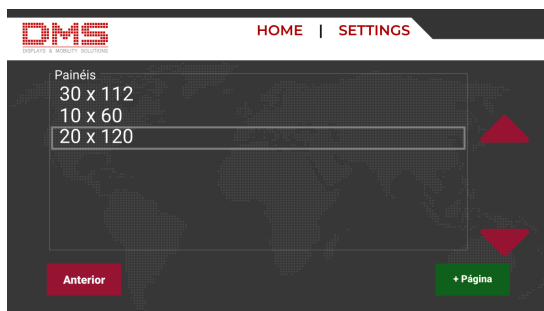 DMS
DISPLAYS & MOBILITY SOLUTIONS
HOME | SETTINGS
Painéis
30 x 112
10 x 60
20 x 120
Anterior
+ Página